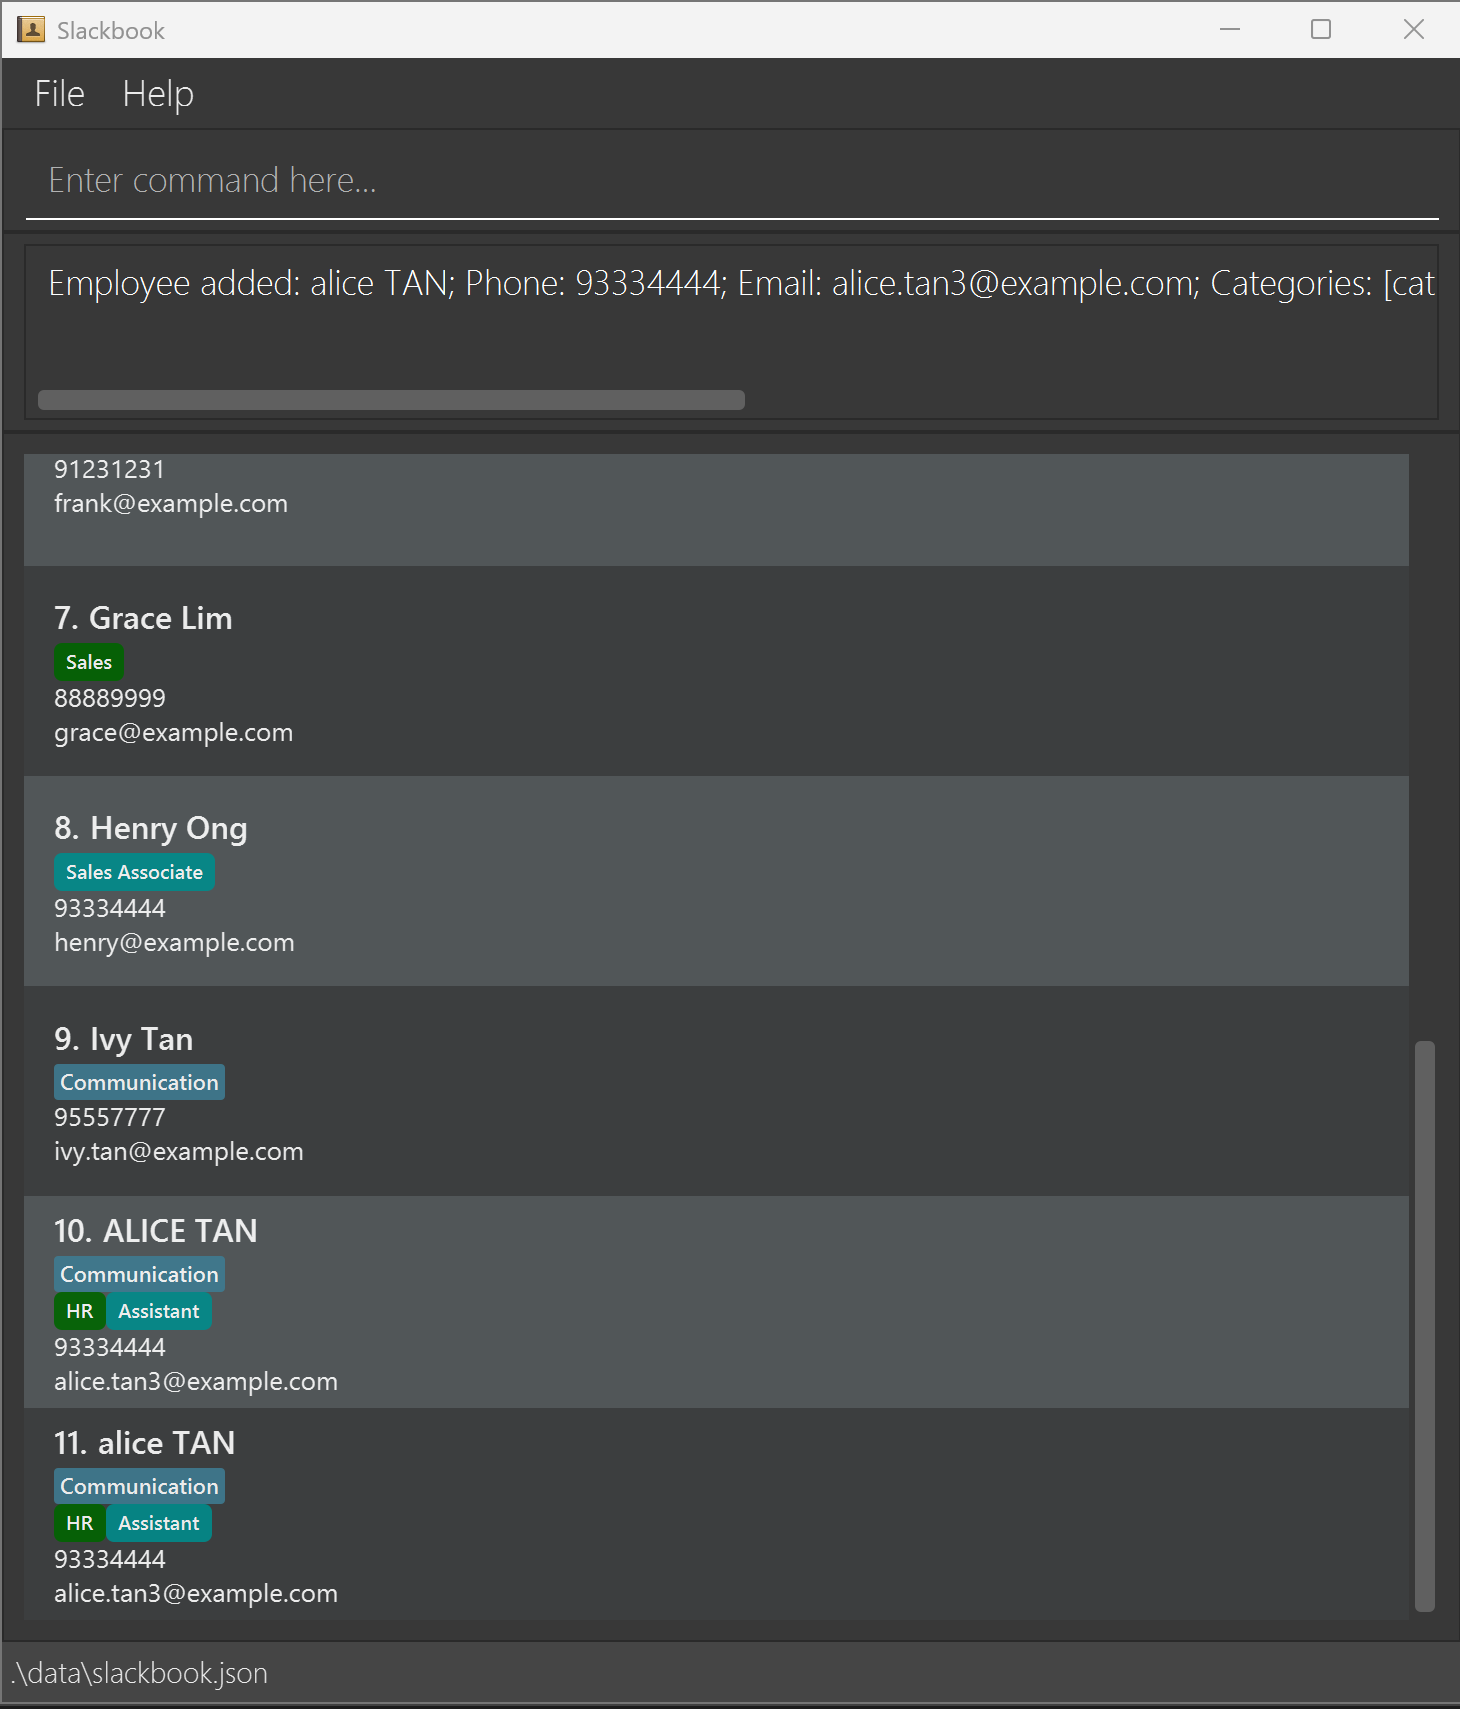 Slackbook
File Help
Enter command here...
Employee added: alice TAN; Phone: 93334444; Email: alice.tan3@example.com; Categories: [cat
91231231
frank@example.com
7. Grace Lim
Sales
88889999
grace@example.com
8. Henry Ong
Sales Associate
93334444
henry@example.com
9. Ivy Tan
Communication
95557777
ivy.tan@example.com
10. ALICE TAN
Communication
HR Assistant
93334444
alice.tan3@example.com
11. alice TAN
Communication
HR Assistant
93334444
alice.tan3@example.com
.\data\slackbook.json